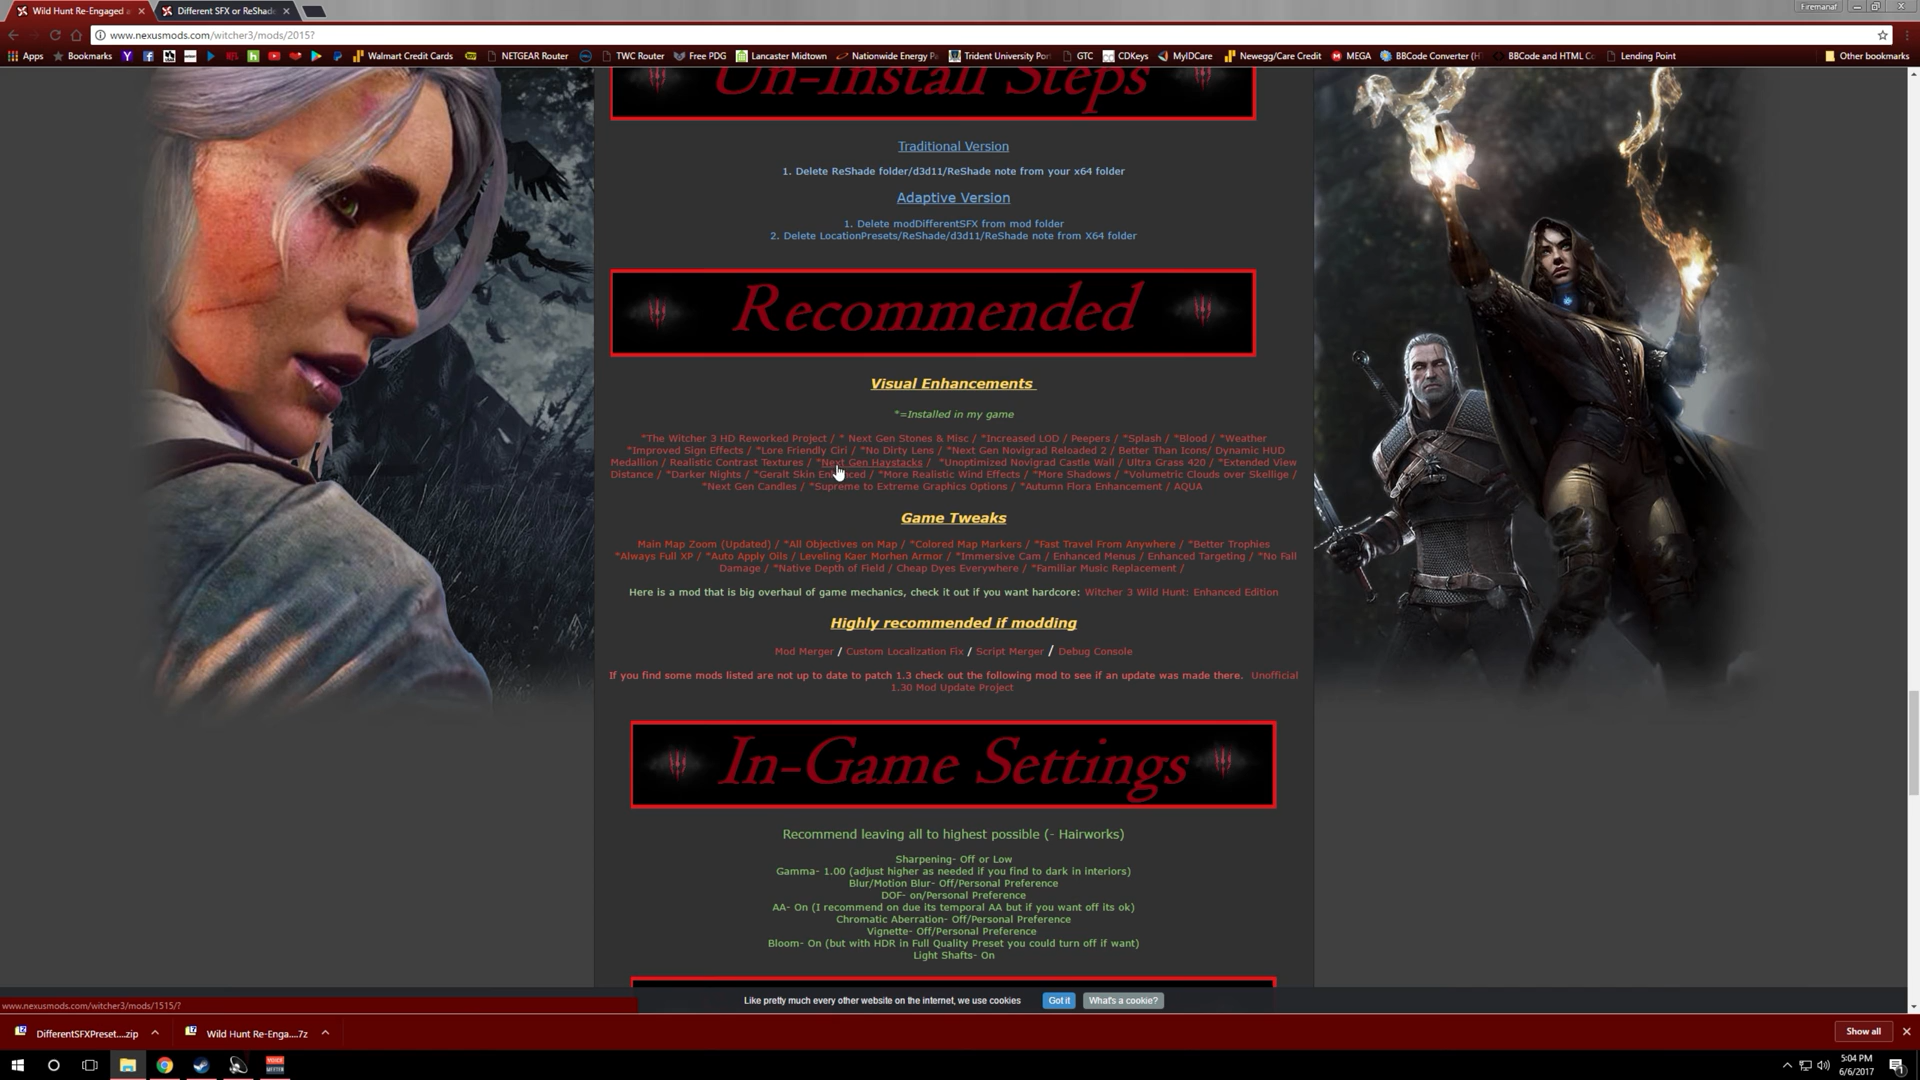 Wild Hunt Re-Engaged
Different SFX or ReShad
Firemanaf
www.nexusmods.com/witcher3/mods/2015?
Apps
Bookmarks
Walmart Credit Cards
NETGEAR Router
TWC Router
Free PDG
Lancaster Midtown
Nationwide Energy P
Trident University Por
GTC
CDKeys
MyIDCare
Newegg/Care Credit
MEGA
BBCode Converter (H
BBCode and HTML C
Lending Point
Other bookmarks
Un-Install Steps
Traditional Version
1. Delete ReShade folder/d3d11/ReShade note from your x64 folder
Adaptive Version
1. Delete modDifferentSFX from mod folder
2. Delete LocationPresets/ReShade/d3d11/ReShade note from X64 folder
Recommended
Visual Enhancements
*=Installed in my game
*The Witcher 3 HD Reworked Project / * Next Gen Stones & Misc / *Increased LOD / Peepers / *Splash / *Blood / *Weather
*Improved Sign Effects / *Lore Friendly Ciri / *No Dirty Lens / *Next Gen Novigrad Reloaded 2 / Better Than Icons/ Dynamic HUD
Medallion / Realistic Contrast Textures / *Next Gen Haystacks / *Unoptimized Novigrad Castle Wall / Ultra Grass 420 / *Extended View
Distance / *Darker Nights / *Geralt Skin Enhanced / *More Realistic Wind Effects / *More Shadows / *Volumetric Clouds over Skellige /
*Next Gen Candles / *Supreme to Extreme Graphics Options / *Autumn Flora Enhancement / AQUA
Game Tweaks
Main Map Zoom (Updated) / *All Objectives on Map / *Colored Map Markers / *Fast Travel From Anywhere / *Better Trophies
*Always Full XP / *Auto Apply Oils / Leveling Kaer Morhen Armor / *Immersive Cam / Enhanced Menus / Enhanced Targeting / *No Fall
Damage / *Native Depth of Field / Cheap Dyes Everywhere / *Familiar Music Replacement /
Here is a mod that is big overhaul of game mechanics, check it out if you want hardcore: Witcher 3 Wild Hunt: Enhanced Edition
Highly recommended if modding
Mod Merger / Custom Localization Fix / Script Merger / Debug Console
If you find some mods listed are not up to date to patch 1.3 check out the following mod to see if an update was made there. Unofficial
1.30 Mod Update Project
In-Game Settings
Recommend leaving all to highest possible (- Hairworks)
Sharpening- Off or Low
Gamma- 1.00 (adjust higher as needed if you find to dark in interiors)
Blur/Motion Blur- Off/Personal Preference
DOF- on/Personal Preference
AA- On (I recommend on due its temporal AA but if you want off its ok)
Chromatic Aberration- Off/Personal Preference
Vignette- Off/Personal Preference
Bloom- On (but with HDR in Full Quality Preset you could turn off if want)
Light Shafts- On
Like pretty much every other website on the internet, we use cookies
Got it
What's a cookie?
www.nexusmods.com/witcher3/mods/1515/?
DifferentSFXPreset....zip
Wild Hunt Re-Enga....7z
Show all
VOICE
MEETER
5:04 PM
6/6/2017